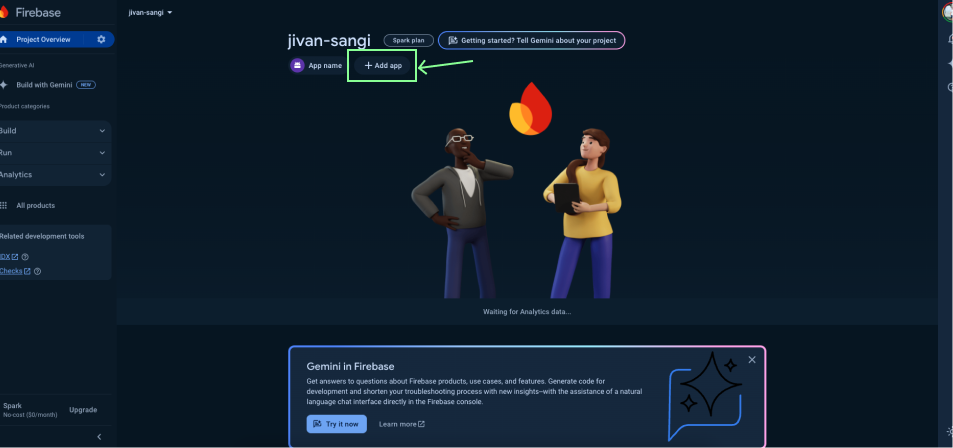 Firebase
jivan-sangi
Project Overview
jivan-sangi
Spark plan
Getting started? Tell Gemini about your project
App name
+ Add app
Generative AI
Build with Gemini
NEW
Product categories
Build
Run
Analytics
All products
Related development tools
IDX
Checks
Waiting for Analytics data...
Gemini in Firebase
Get answers to questions about Firebase products, use cases, and features. Generate code for
development and shorten your troubleshooting process with new insights–with the assistance of a natural
language chat interface directly in the Firebase console.
Try it now
Learn more
Spark
No-cost ($0/month)
Upgrade